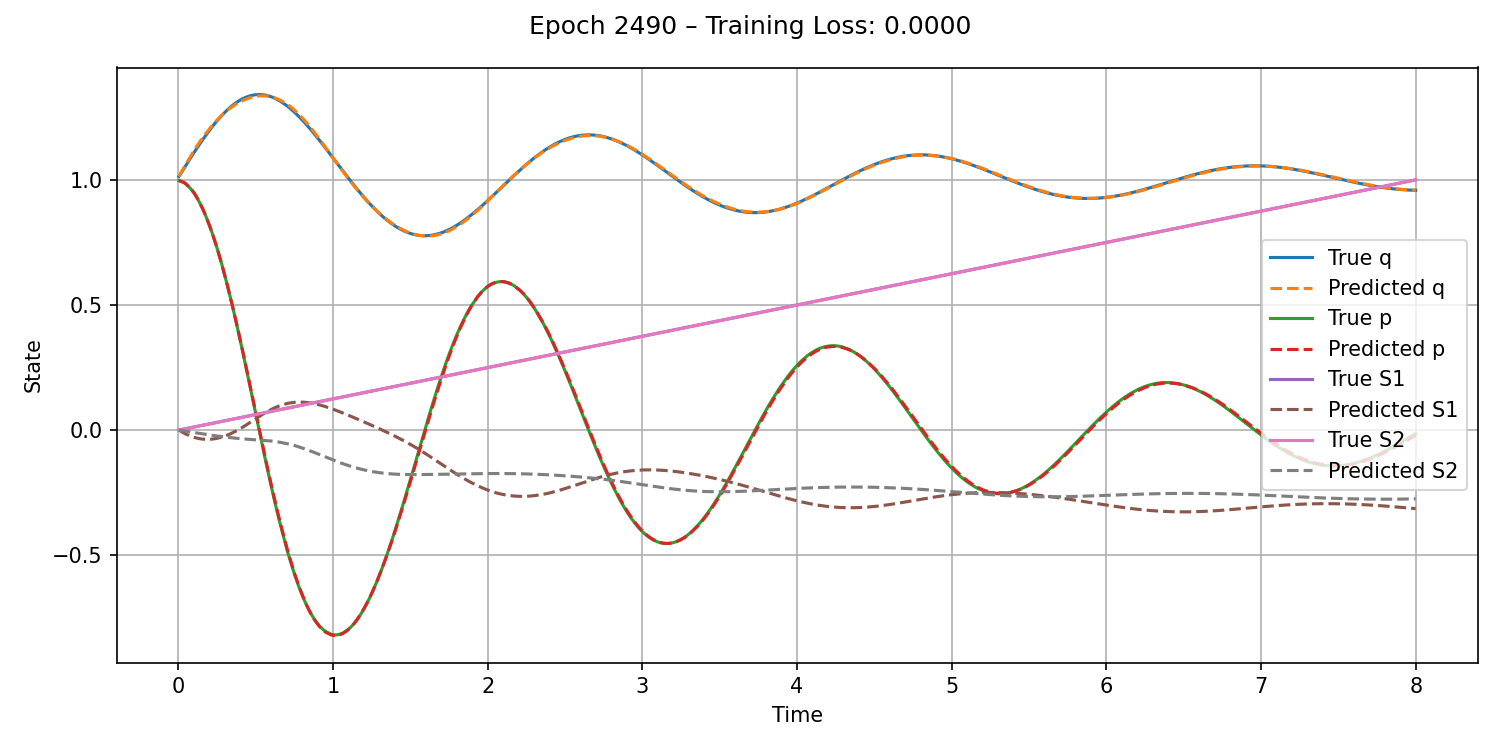 Epoch 2490 – Training Loss: 0.0000
1.0
0.5
0.0
−0.5
State
True q
Predicted q
True p
Predicted p
True S1
Predicted S1
True S2
Predicted S2
0 1 2 3 4 5 6 7 8
Time